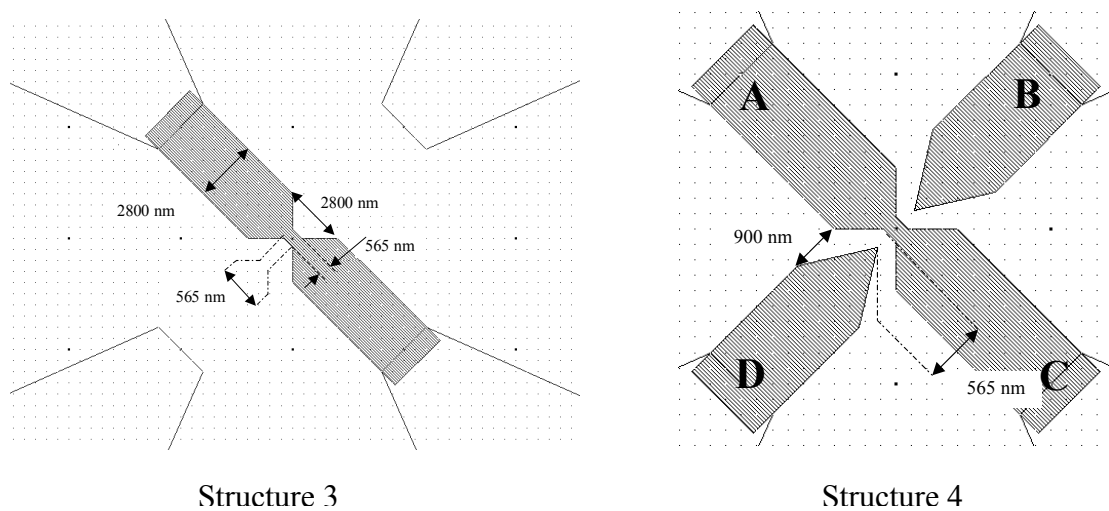 2800 nm
2800 nm
565 nm
565 nm
Structure 3
A
B
900 nm
D
C
565 nm
Structure 4